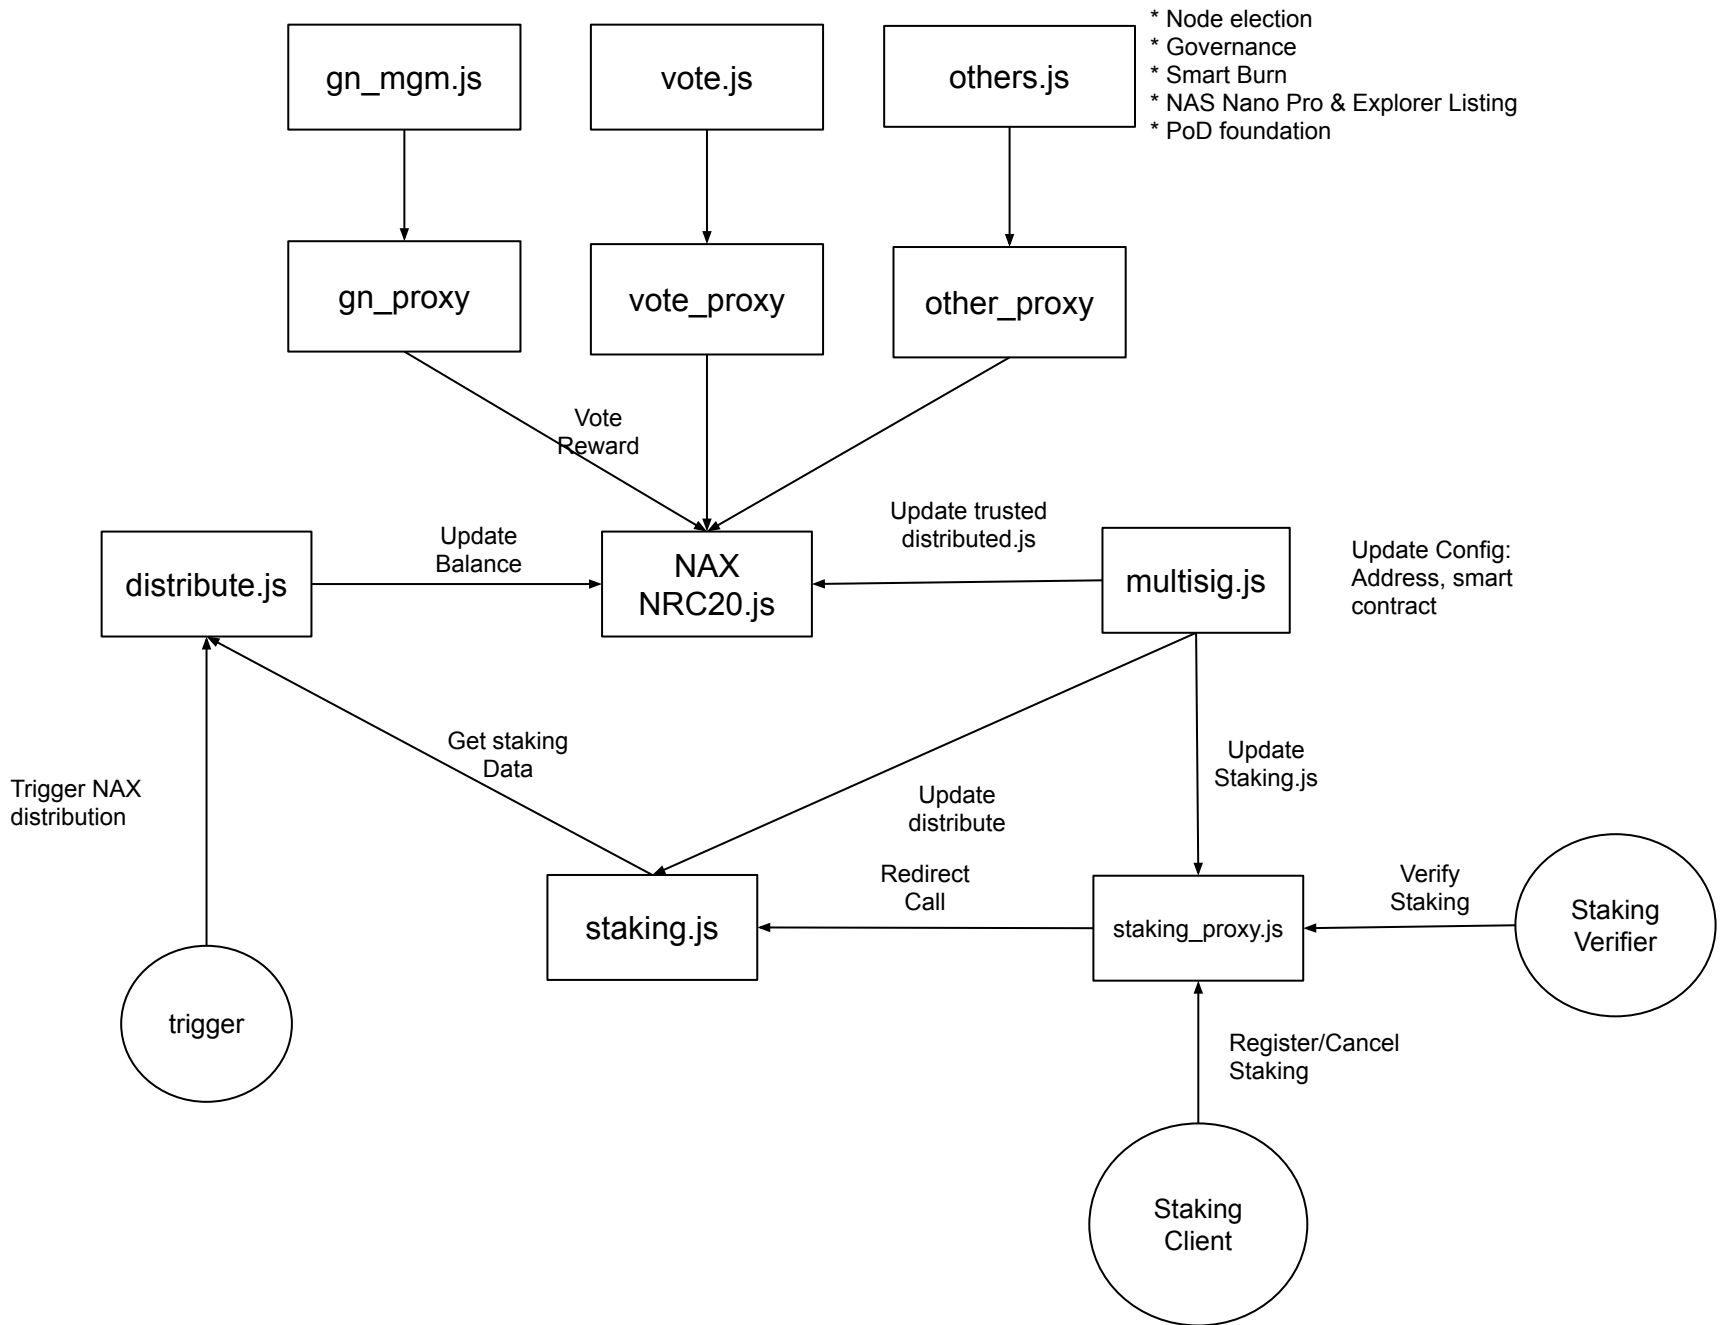 * Node election
* Governance
* Smart Burn
* NAS Nano Pro & Explorer Listing
* PoD foundation
gn_mgm.js
vote.js
others.js
gn_proxy
vote_proxy
other_proxy
Vote
Reward
Update trusted
distributed.js
Update
Balance
distribute.js
NAX
NRC20.js
multisig.js
Update Config:
Address, smart
contract
Get staking
Data
Update
Staking.js
Trigger NAX
distribution
Update
distribute
Redirect
Call
Verify
Staking
staking.js
staking_proxy.js
Staking
Verifier
trigger
Register/Cancel
Staking
Staking
Client